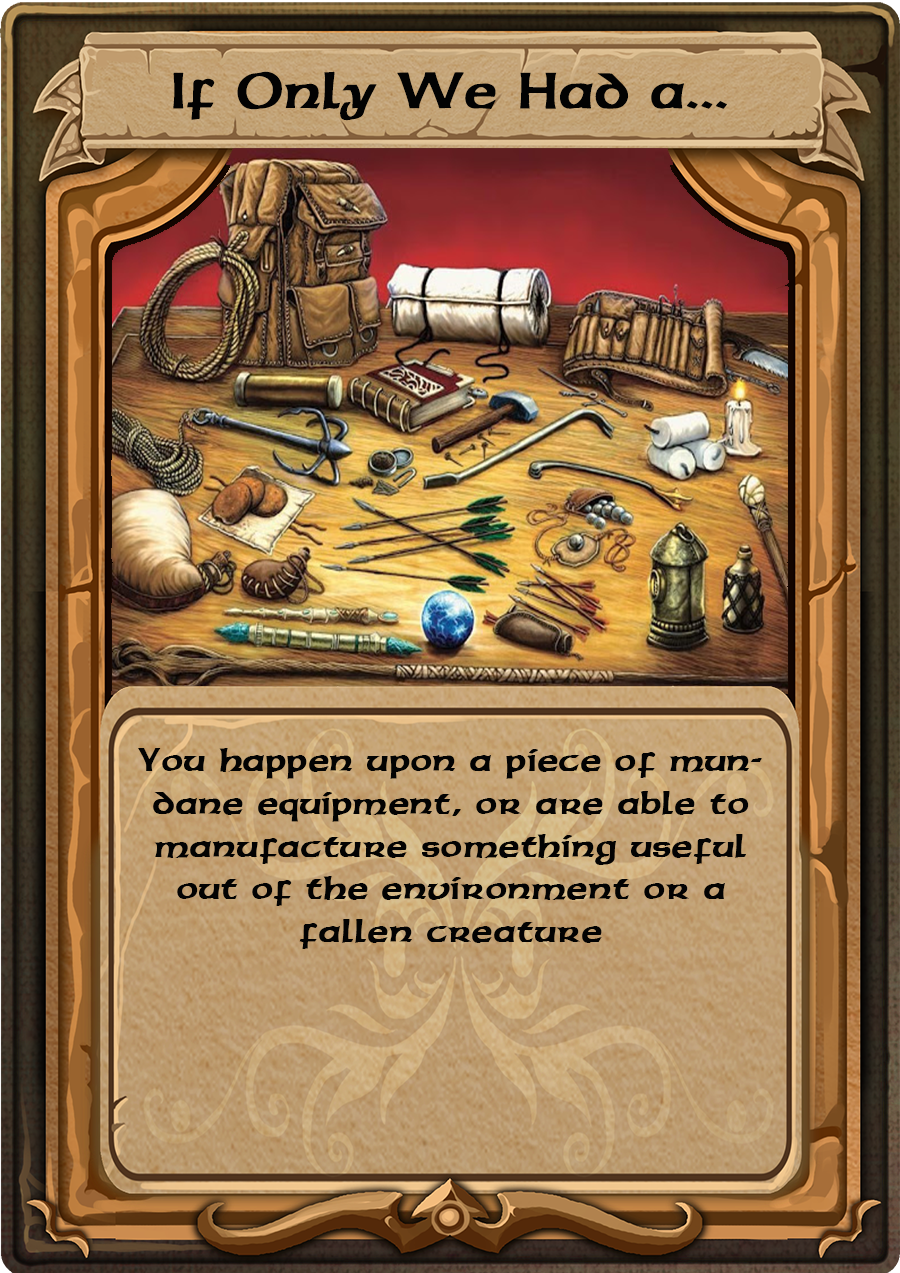 If Only We Had a...
You happen upon a piece of mun-
dane equipment, or are able to
manufacture something useful
out of the environment or a
fallen creature